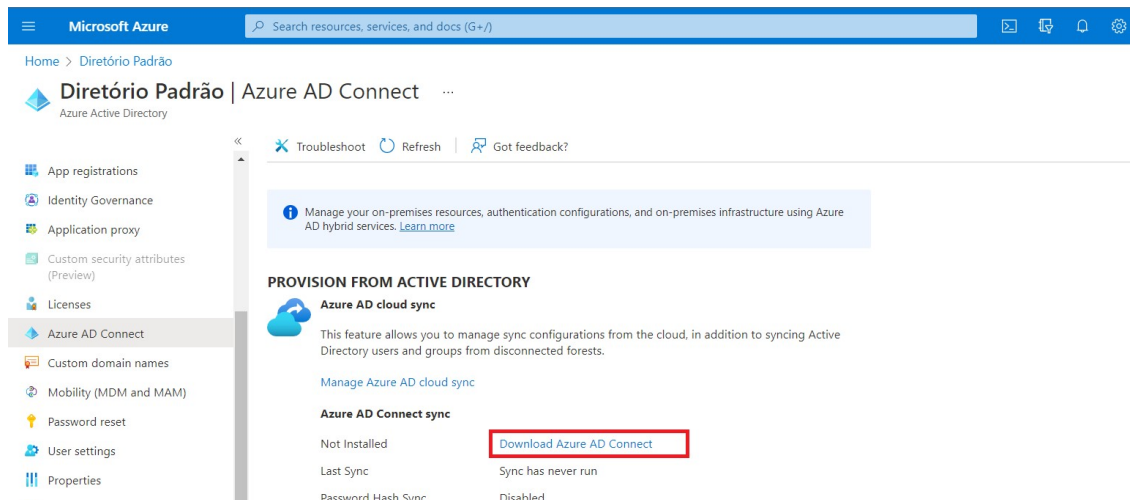 Microsoft Azure
Search resources, services, and docs (G+/)
Home > Diretório Padrão
Diretório Padrão | Azure AD Connect ...
Azure Active Directory
«
Troubleshoot
Refresh
Got feedback?
App registrations
Identity Governance
Application proxy
Custom security attributes
(Preview)
Licenses
Azure AD Connect
Custom domain names
Mobility (MDM and MAM)
Password reset
User settings
Properties
Manage your on-premises resources, authentication configurations, and on-premises infrastructure using Azure
AD hybrid services. Learn more
PROVISION FROM ACTIVE DIRECTORY
Azure AD cloud sync
This feature allows you to manage sync configurations from the cloud, in addition to syncing Active
Directory users and groups from disconnected forests.
Manage Azure AD cloud sync
Azure AD Connect sync
Not Installed Download Azure AD Connect
Last Sync Sync has never run
Password Hash Sync Disabled